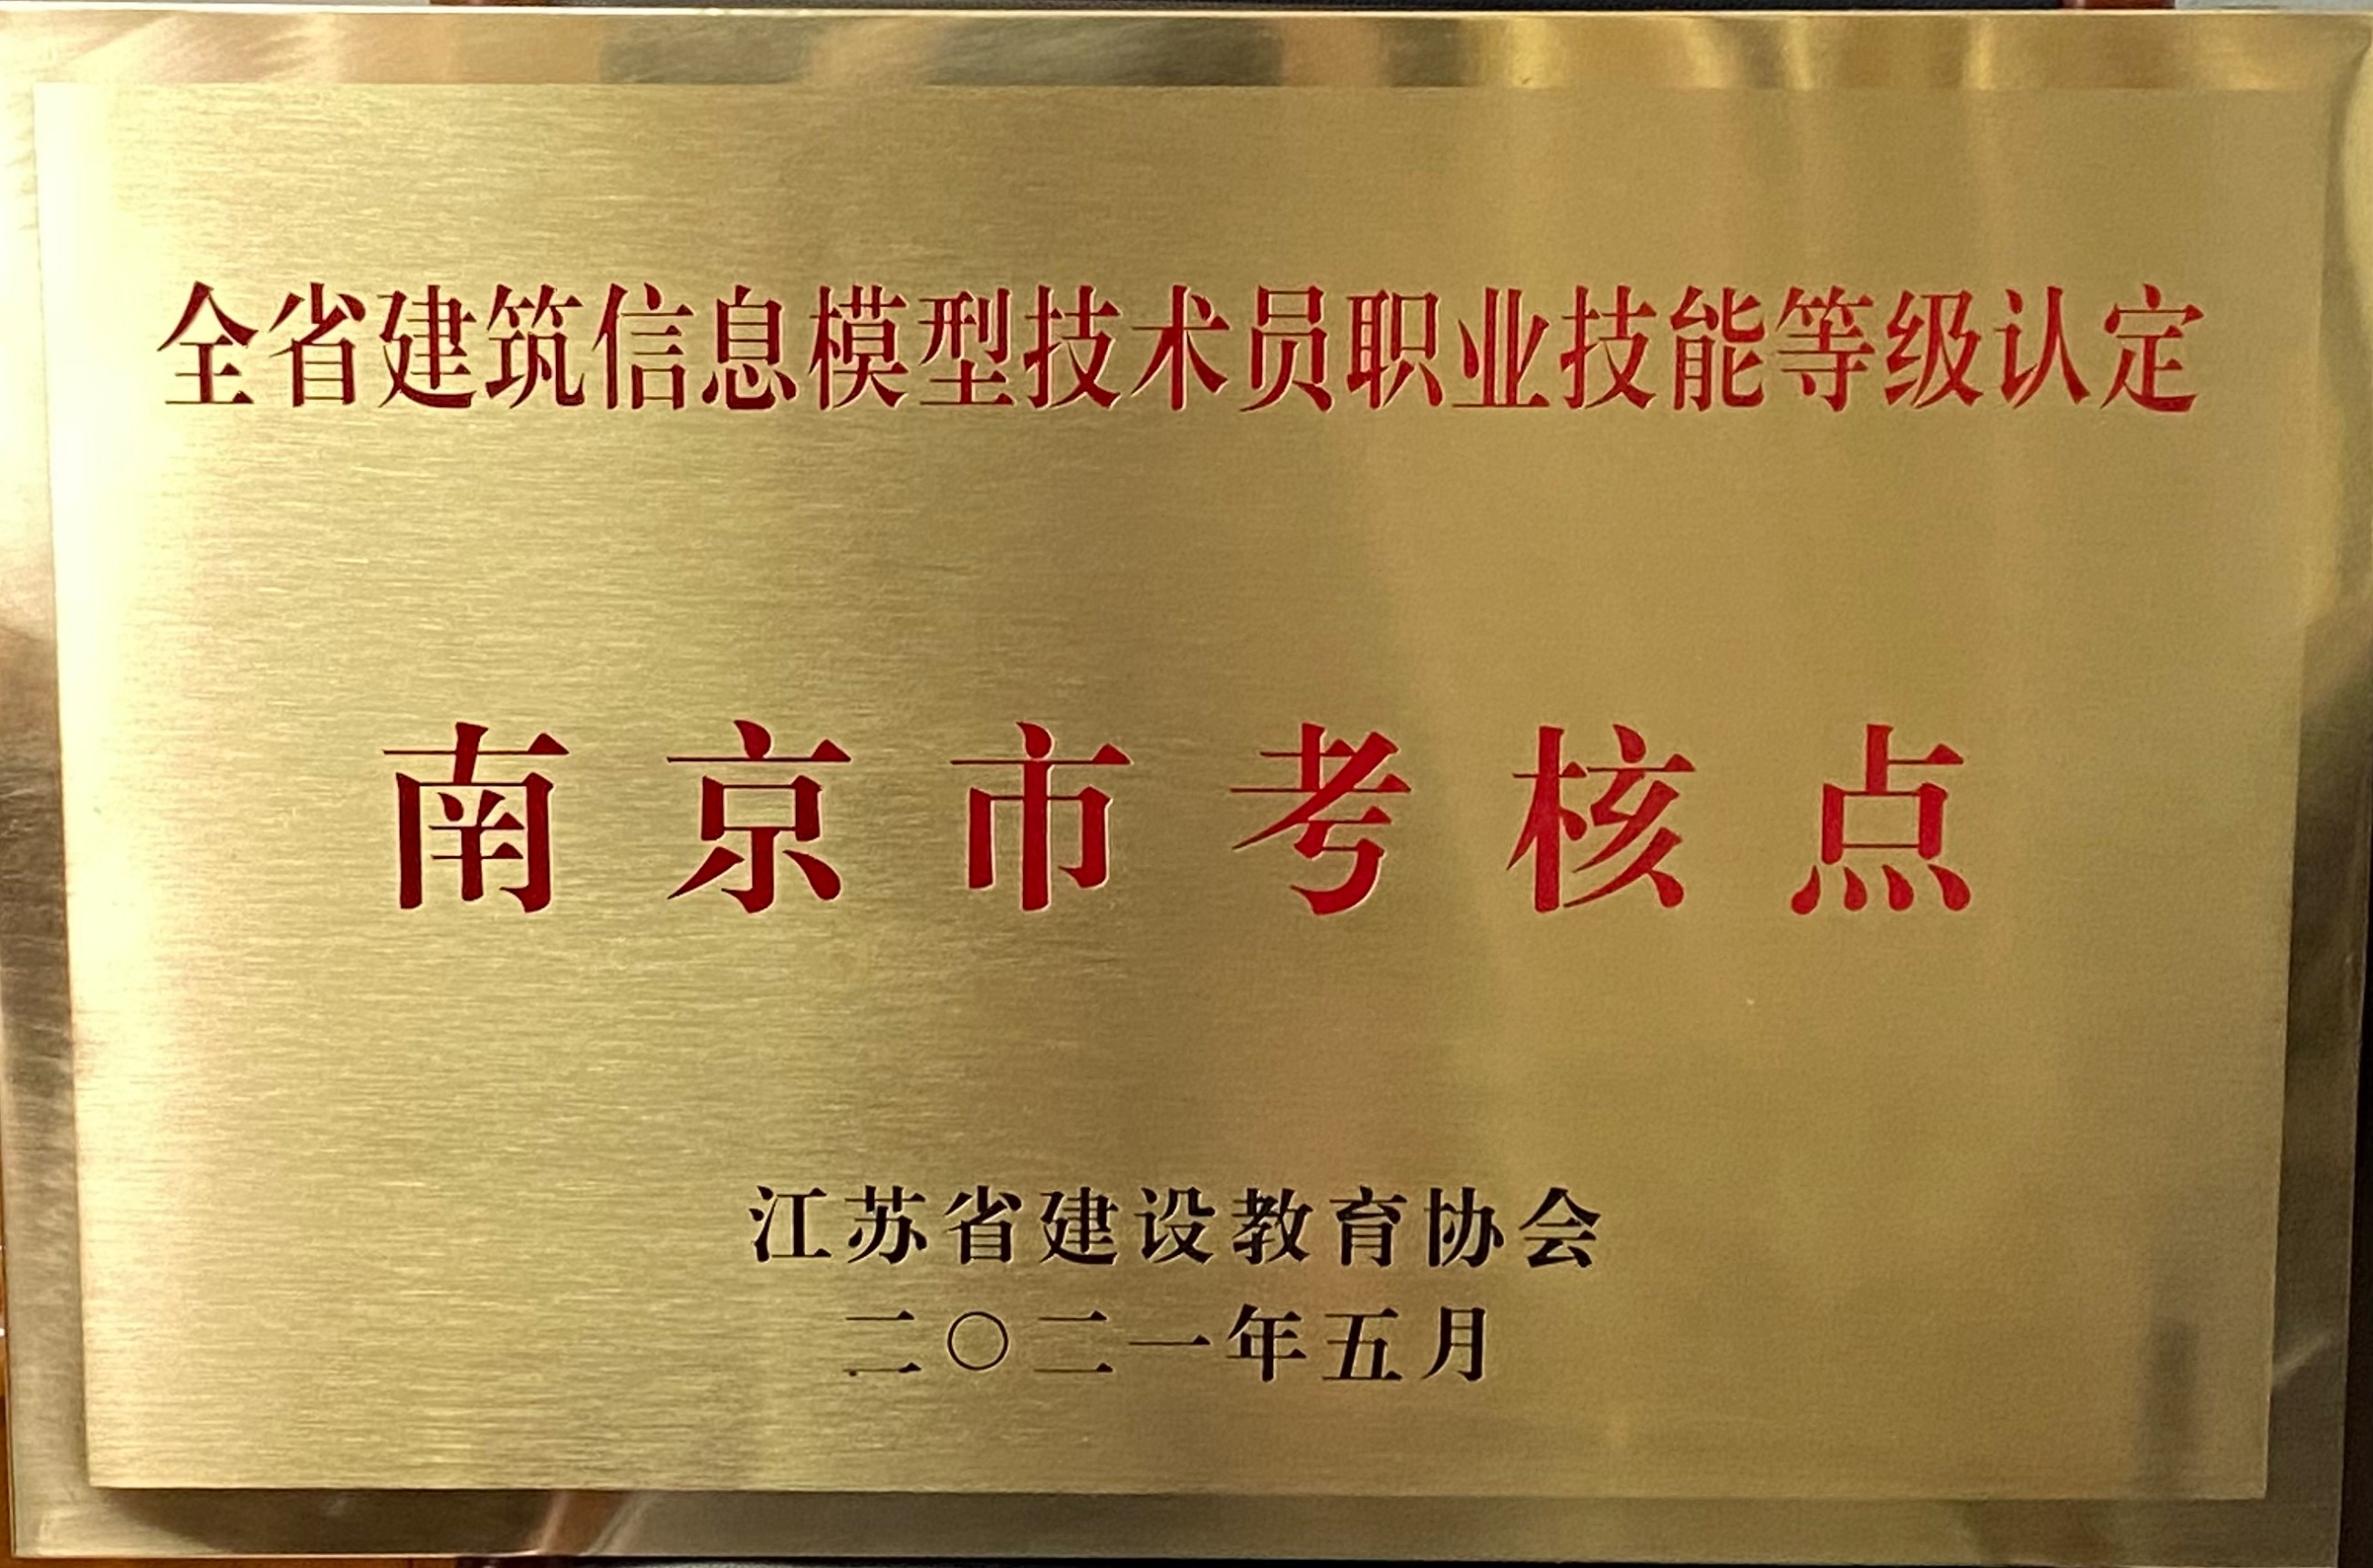 全省建筑信息模型技术员职业技能等级认定
南京市考核点
江苏省建设教育协会
二〇二一年五月